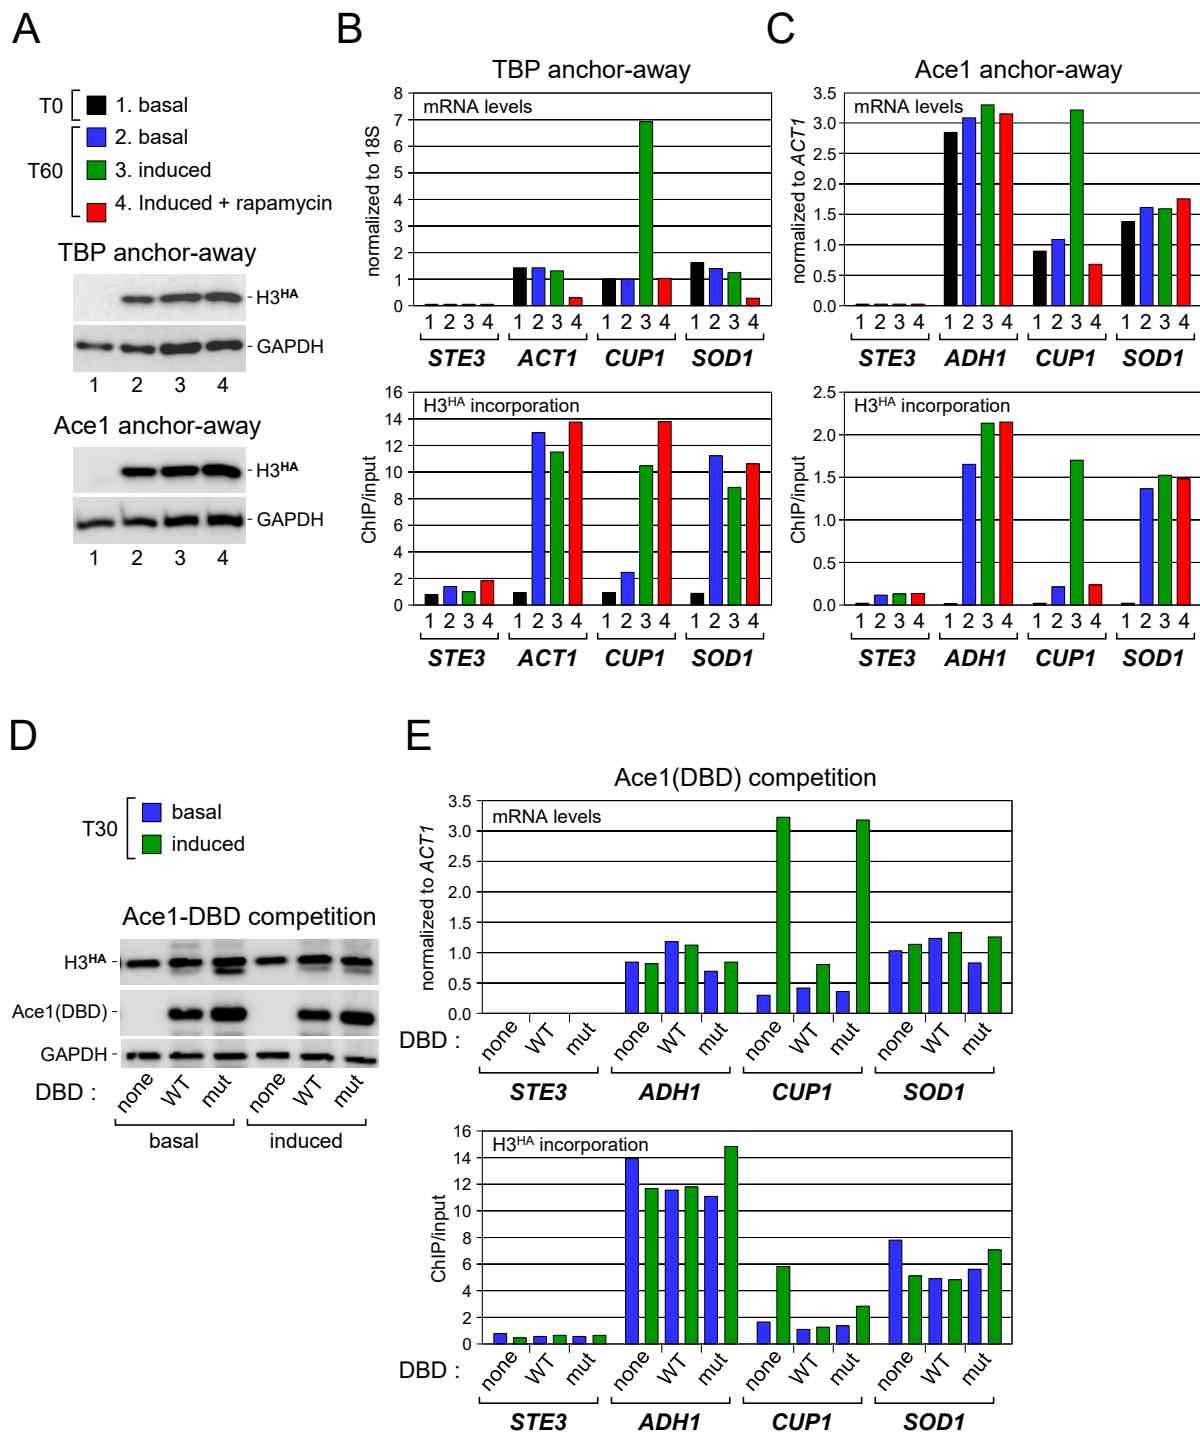 A
T0
1. basal
T60
2. basal
3. induced
4. Induced + rapamycin
TBP anchor-away
H3HA
GAPDH
1 2 3 4
Ace1 anchor-away
H3HA
GAPDH
1 2 3 4
B
TBP anchor-away
mRNA levels
normalized to 18S
8
7
6
5
4
3
2
1
0
1 2 3 4 1 2 3 4 1 2 3 4 1 2 3 4
STE3 ACT1 CUP1 SOD1
H3HA incorporation
ChIP/input
16
14
12
10
8
6
4
2
0
1 2 3 4 1 2 3 4 1 2 3 4 1 2 3 4
STE3 ACT1 CUP1 SOD1
C
Ace1 anchor-away
mRNA levels
normalized to ACT1
3.5
3.0
2.5
2.0
1.5
1.0
0.5
0.0
1 2 3 4 1 2 3 4 1 2 3 4 1 2 3 4
STE3 ADH1 CUP1 SOD1
H3HA incorporation
ChIP/input
2.5
2.0
1.5
1.0
0.5
0.0
1 2 3 4 1 2 3 4 1 2 3 4 1 2 3 4
STE3 ADH1 CUP1 SOD1
D
T30
basal
induced
Ace1-DBD competition
H3HA
Ace1(DBD)
GAPDH
DBD : none WT mut none WT mut
basal induced
E
Ace1(DBD) competition
mRNA levels
normalized to ACT1
3.5
3.0
2.5
2.0
1.5
1.0
0.5
0.0
DBD : none WT mut none WT mut none WT mut none WT mut
STE3 ADH1 CUP1 SOD1
H3HA incorporation
ChIP/input
16
14
12
10
8
6
4
2
0
DBD : none WT mut none WT mut none WT mut none WT mut
STE3 ADH1 CUP1 SOD1